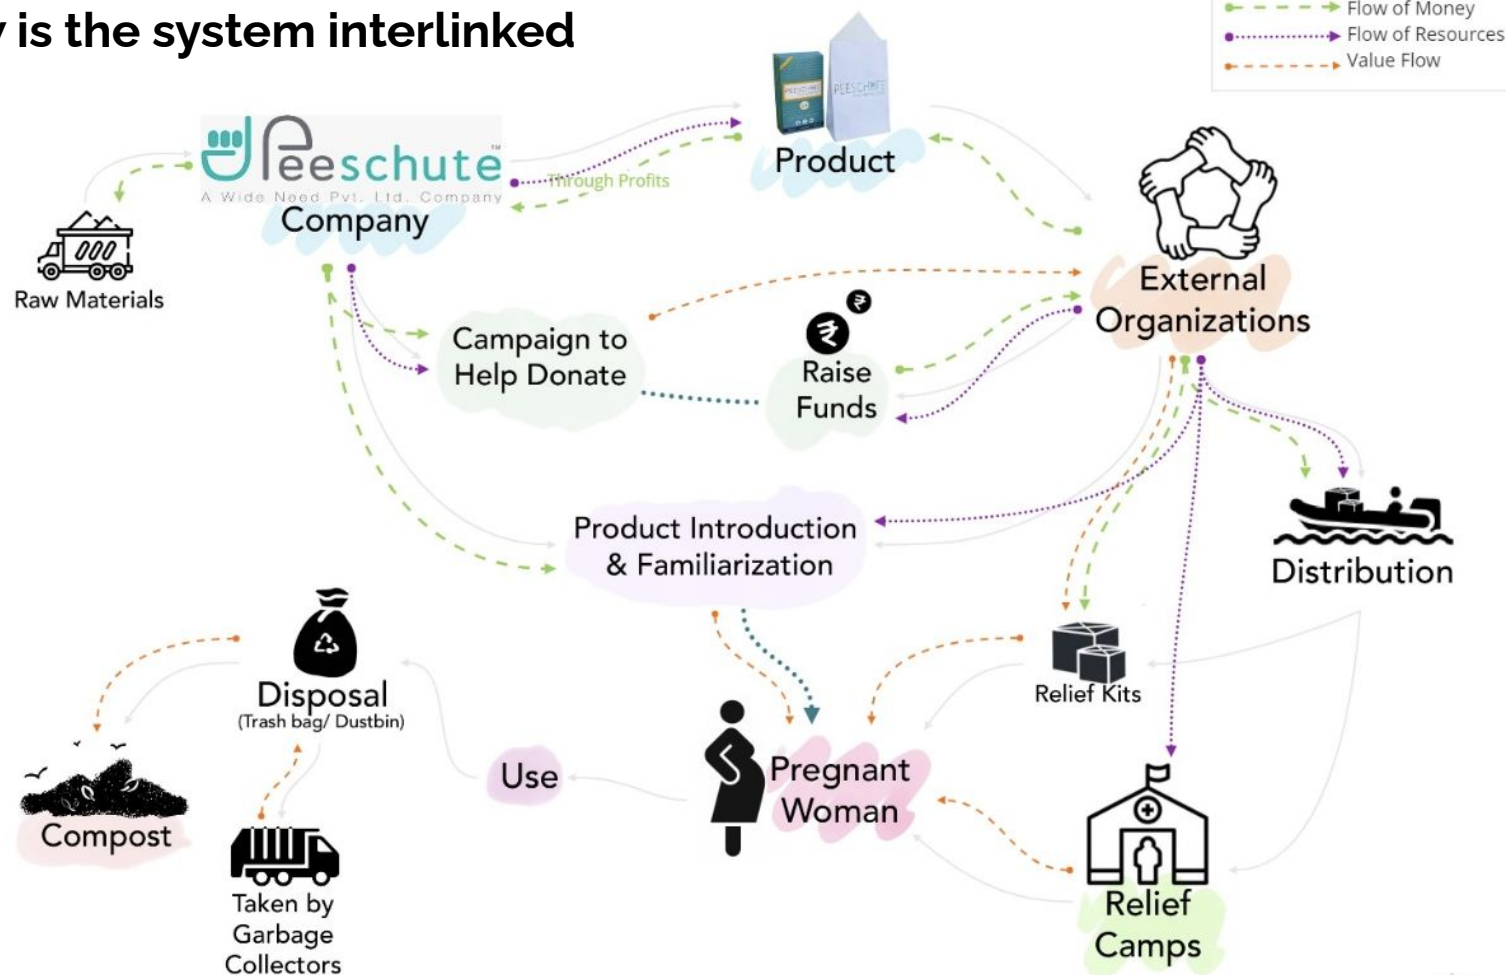 y is the system interlinked
Flow of Money
Flow of Resources
Value Flow
Peeschute™
A Wide Need Pvt. Ltd. Company
Company
Through Profits
PEESCHUTE
PEESCHUTE
Product
Raw Materials
External
Organizations
Campaign to
Help Donate
Raise
Funds
Product Introduction
& Familiarization
Distribution
Disposal
(Trash bag/ Dustbin)
Relief Kits
Use
Pregnant
Woman
Compost
Taken by
Garbage
Collectors
Relief
Camps